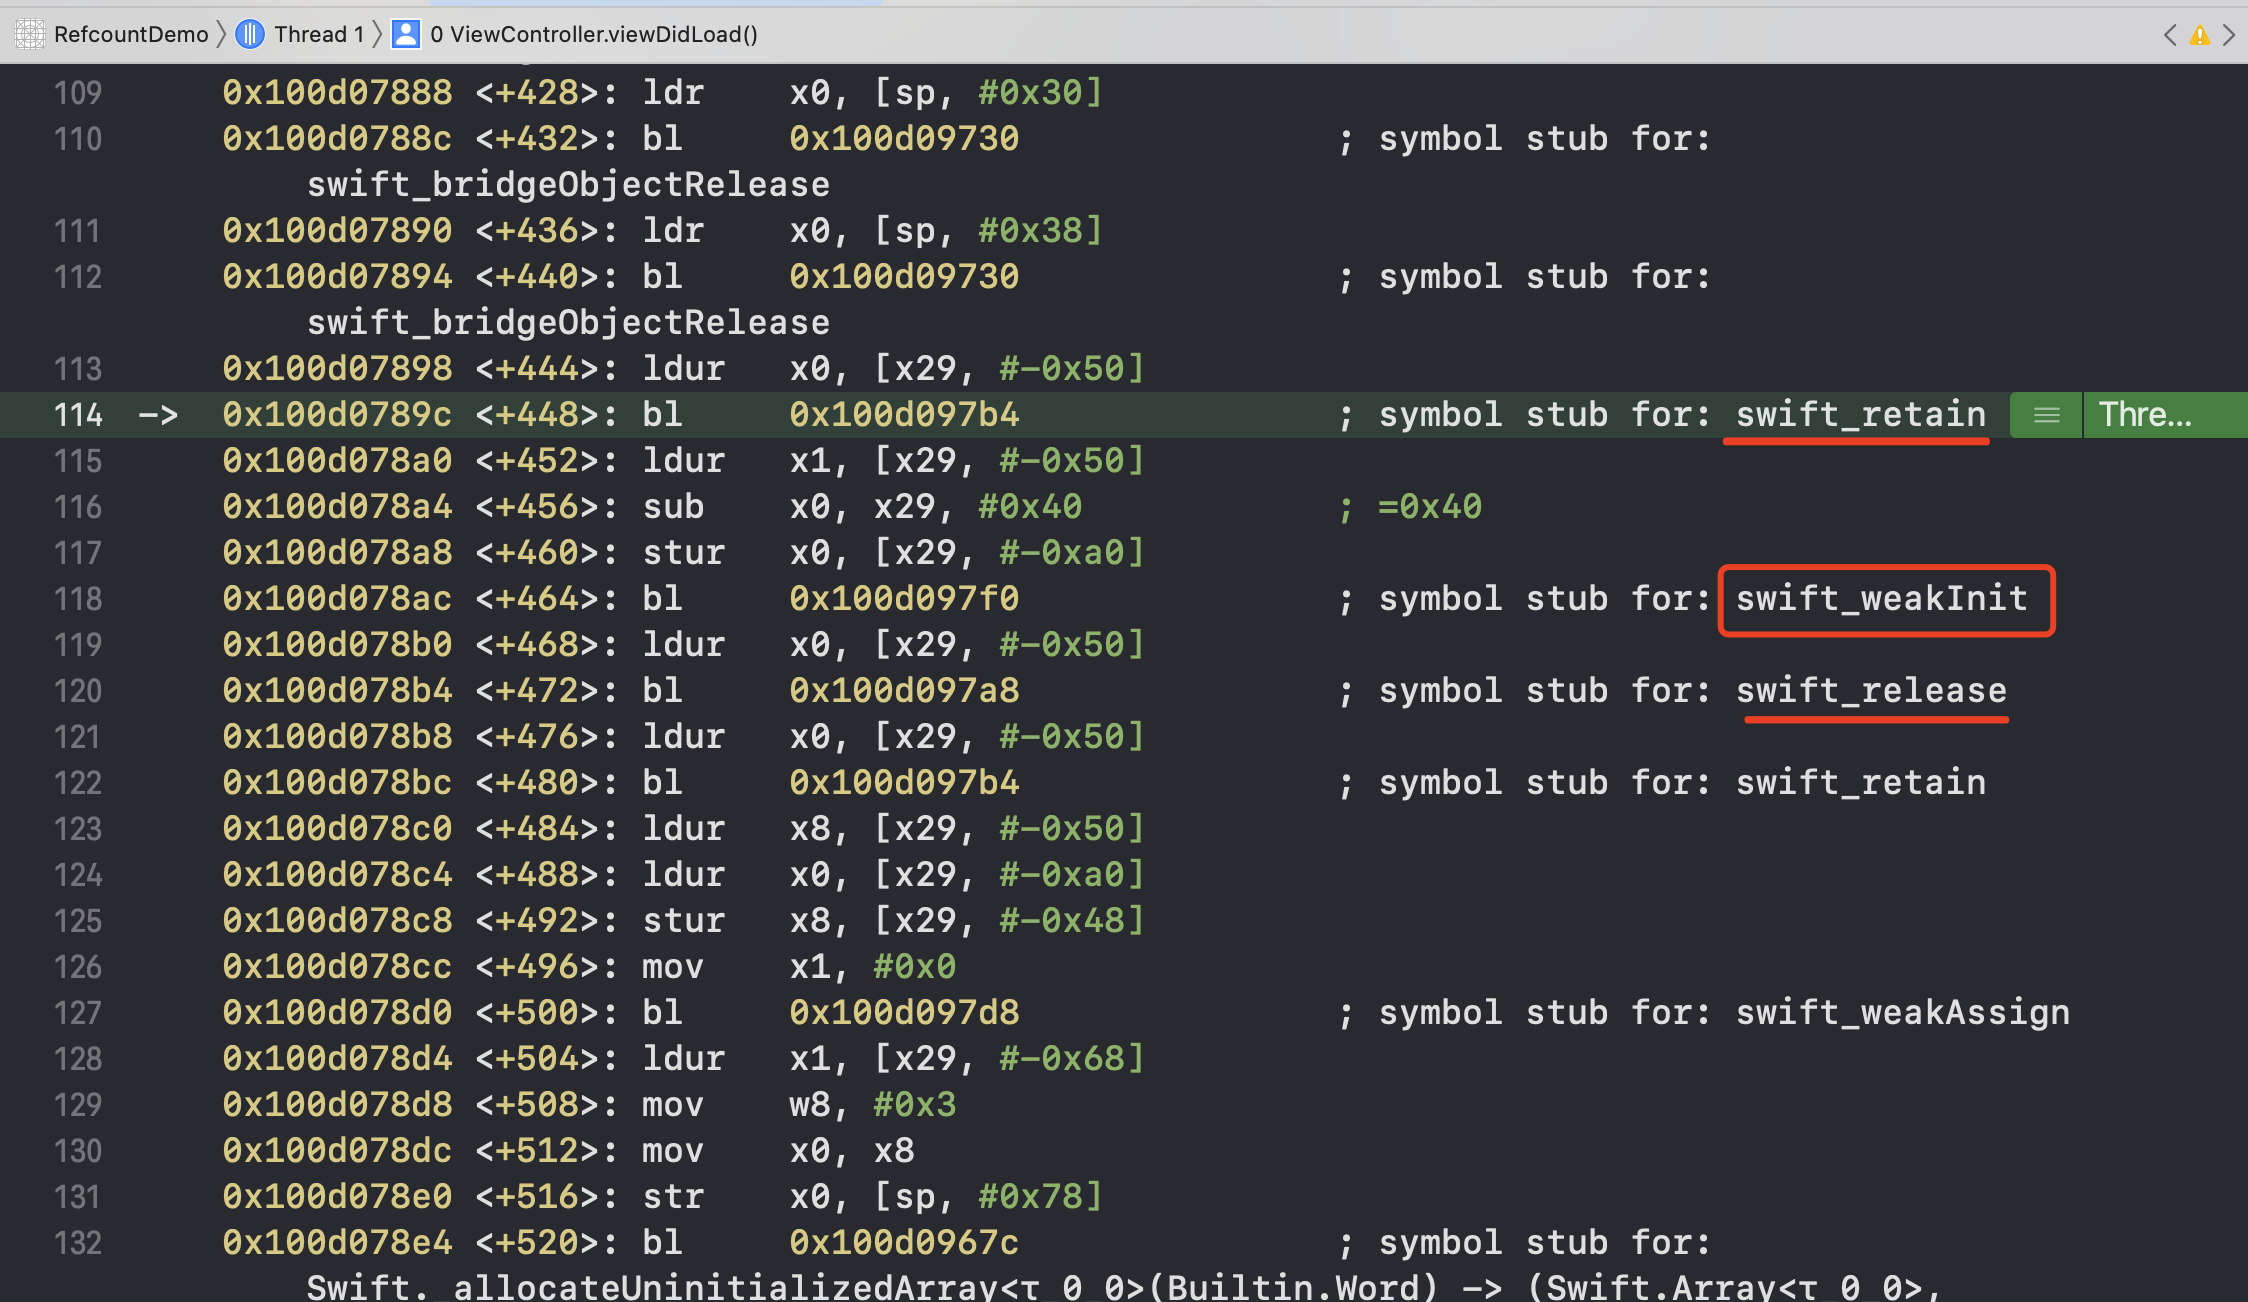 RefcountDemo Thread 1 0 ViewController.viewDidLoad()
109 0x100d07888 <+428>: ldr x0, [sp, #0x30]
110 0x100d0788c <+432>: bl 0x100d09730 ; symbol stub for:
swift_bridgeObjectRelease
111 0x100d07890 <+436>: ldr x0, [sp, #0x38]
112 0x100d07894 <+440>: bl 0x100d09730 ; symbol stub for:
swift_bridgeObjectRelease
113 0x100d07898 <+444>: ldur x0, [x29, #-0x50]
114 -> 0x100d0789c <+448>: bl 0x100d097b4 ; symbol stub for: swift_retain Thre...
115 0x100d078a0 <+452>: ldur x1, [x29, #-0x50]
116 0x100d078a4 <+456>: sub x0, x29, #0x40 ; =0x40
117 0x100d078a8 <+460>: stur x0, [x29, #-0xa0]
118 0x100d078ac <+464>: bl 0x100d097f0 ; symbol stub for: swift_weakInit
119 0x100d078b0 <+468>: ldur x0, [x29, #-0x50]
120 0x100d078b4 <+472>: bl 0x100d097a8 ; symbol stub for: swift_release
121 0x100d078b8 <+476>: ldur x0, [x29, #-0x50]
122 0x100d078bc <+480>: bl 0x100d097b4 ; symbol stub for: swift_retain
123 0x100d078c0 <+484>: ldur x8, [x29, #-0x50]
124 0x100d078c4 <+488>: ldur x0, [x29, #-0xa0]
125 0x100d078c8 <+492>: stur x8, [x29, #-0x48]
126 0x100d078cc <+496>: mov x1, #0x0
127 0x100d078d0 <+500>: bl 0x100d097d8 ; symbol stub for: swift_weakAssign
128 0x100d078d4 <+504>: ldur x1, [x29, #-0x68]
129 0x100d078d8 <+508>: mov w8, #0x3
130 0x100d078dc <+512>: mov x0, x8
131 0x100d078e0 <+516>: str x0, [sp, #0x78]
132 0x100d078e4 <+520>: bl 0x100d0967c ; symbol stub for:
Swift._allocateUninitializedArray<τ_0_0>(Builtin.Word) -> (Swift.Array<τ_0_0>,